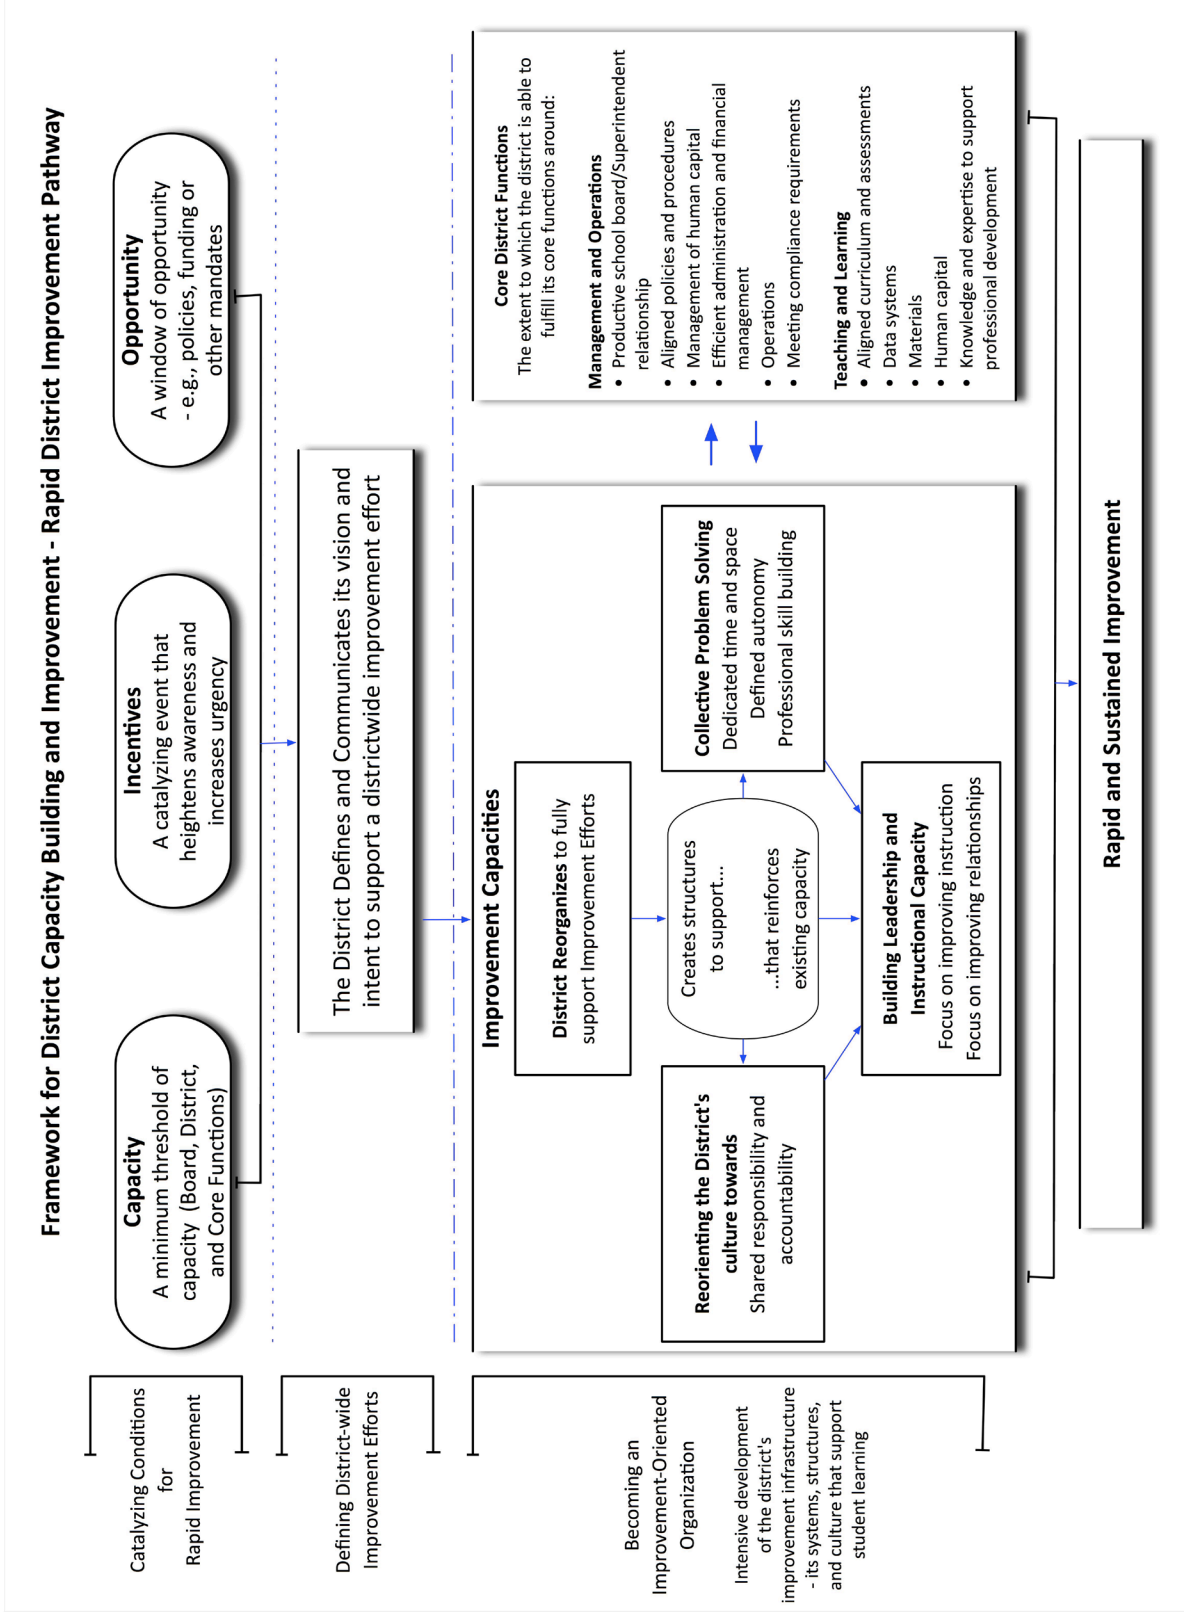 Framework for District Capacity Building and Improvement - Rapid District Improvement Pathway
Catalyzing Conditions
for
Rapid Improvement
Capacity
A minimum threshold of
capacity (Board, District,
and Core Functions)
Incentives
A catalyzing event that
heightens awareness and
increases urgency
Opportunity
A window of opportunity
- e.g., policies, funding or
other mandates
Defining District-wide
Improvement Efforts
The District Defines and Communicates its vision and
intent to support a districtwide improvement effort
Becoming an
Improvement-Oriented
Organization
Intensive development
of the district's
improvement infrastructure
- its systems, structures,
and culture that support
student learning
Improvement Capacities
District Reorganizes to fully
support Improvement Efforts
Creates structures
to support...
...that reinforces
existing capacity
Reorienting the District's
culture towards
Shared responsibility and
accountability
Collective Problem Solving
Dedicated time and space
Defined autonomy
Professional skill building
Building Leadership and
Instructional Capacity
Focus on improving instruction
Focus on improving relationships
Core District Functions
The extent to which the district is able to
fulfill its core functions around:
Management and Operations
• Productive school board/Superintendent
relationship
• Aligned policies and procedures
• Management of human capital
• Efficient administration and financial
management
• Operations
• Meeting compliance requirements
Teaching and Learning
• Aligned curriculum and assessments
• Data systems
• Materials
• Human capital
• Knowledge and expertise to support
professional development
Rapid and Sustained Improvement